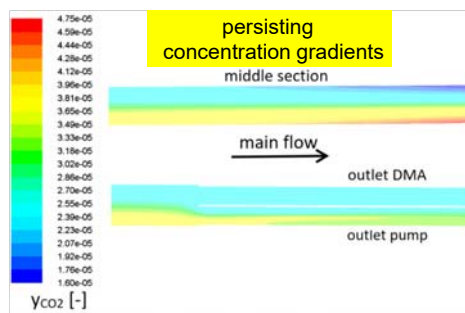 persisting
concentration gradients
middle section
main flow
outlet DMA
outlet pump
4.75e-05
4.59e-05
4.44e-05
4.28e-05
4.12e-05
3.96e-05
3.81e-05
3.65e-05
3.49e-05
3.33e-05
3.18e-05
3.02e-05
2.86e-05
2.70e-05
2.55e-05
2.39e-05
2.23e-05
2.07e-05
1.92e-05
1.76e-05
1.60e-05
yCO2 [-]